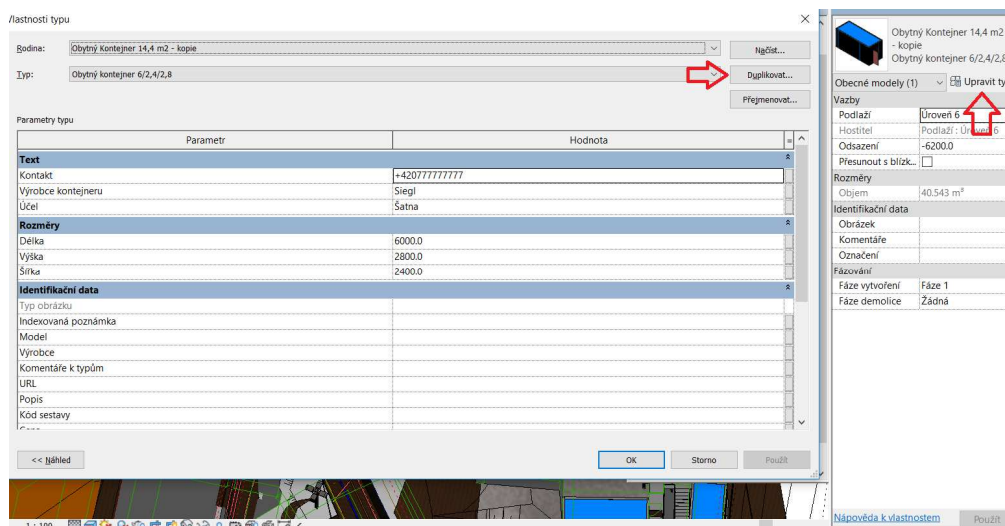 Vlastnosti typu
Rodina: Obytný Kontejner 14,4 m2 - kopie Načíst...
Typ: Obytný kontejner 6/2,4/2,8 Duplikovat...
Přejmenovat...
Parametry typu
Parametr Hodnota =
Text
Kontakt +420777777777
Výrobce kontejneru Siegl
Účel Šatna
Rozměry
Délka 6000.0
Výška 2800.0
Šířka 2400.0
Identifikační data
Typ obrázku
Indexovaná poznámka
Model
Výrobce
Komentáře k typům
URL
Popis
Kód sestavy
<< Náhled OK Storno Použít
1 : 100
Obytný Kontejner 14,4 m2
- kopie
Obytný kontejner 6/2,4/2,8
Obecné modely (1) Upravit ty
Vazby
Podlaží Úroveň 6
Hostitel Podlaží : Úroveň 6
Odsazení -6200.0
Přesunout s blízk...
Rozměry
Objem 40.543 m³
Identifikační data
Obrázek
Komentáře
Označení
Fázování
Fáze vytvoření Fáze 1
Fáze demolice Žádná
Nápověda k vlastnostem Použít